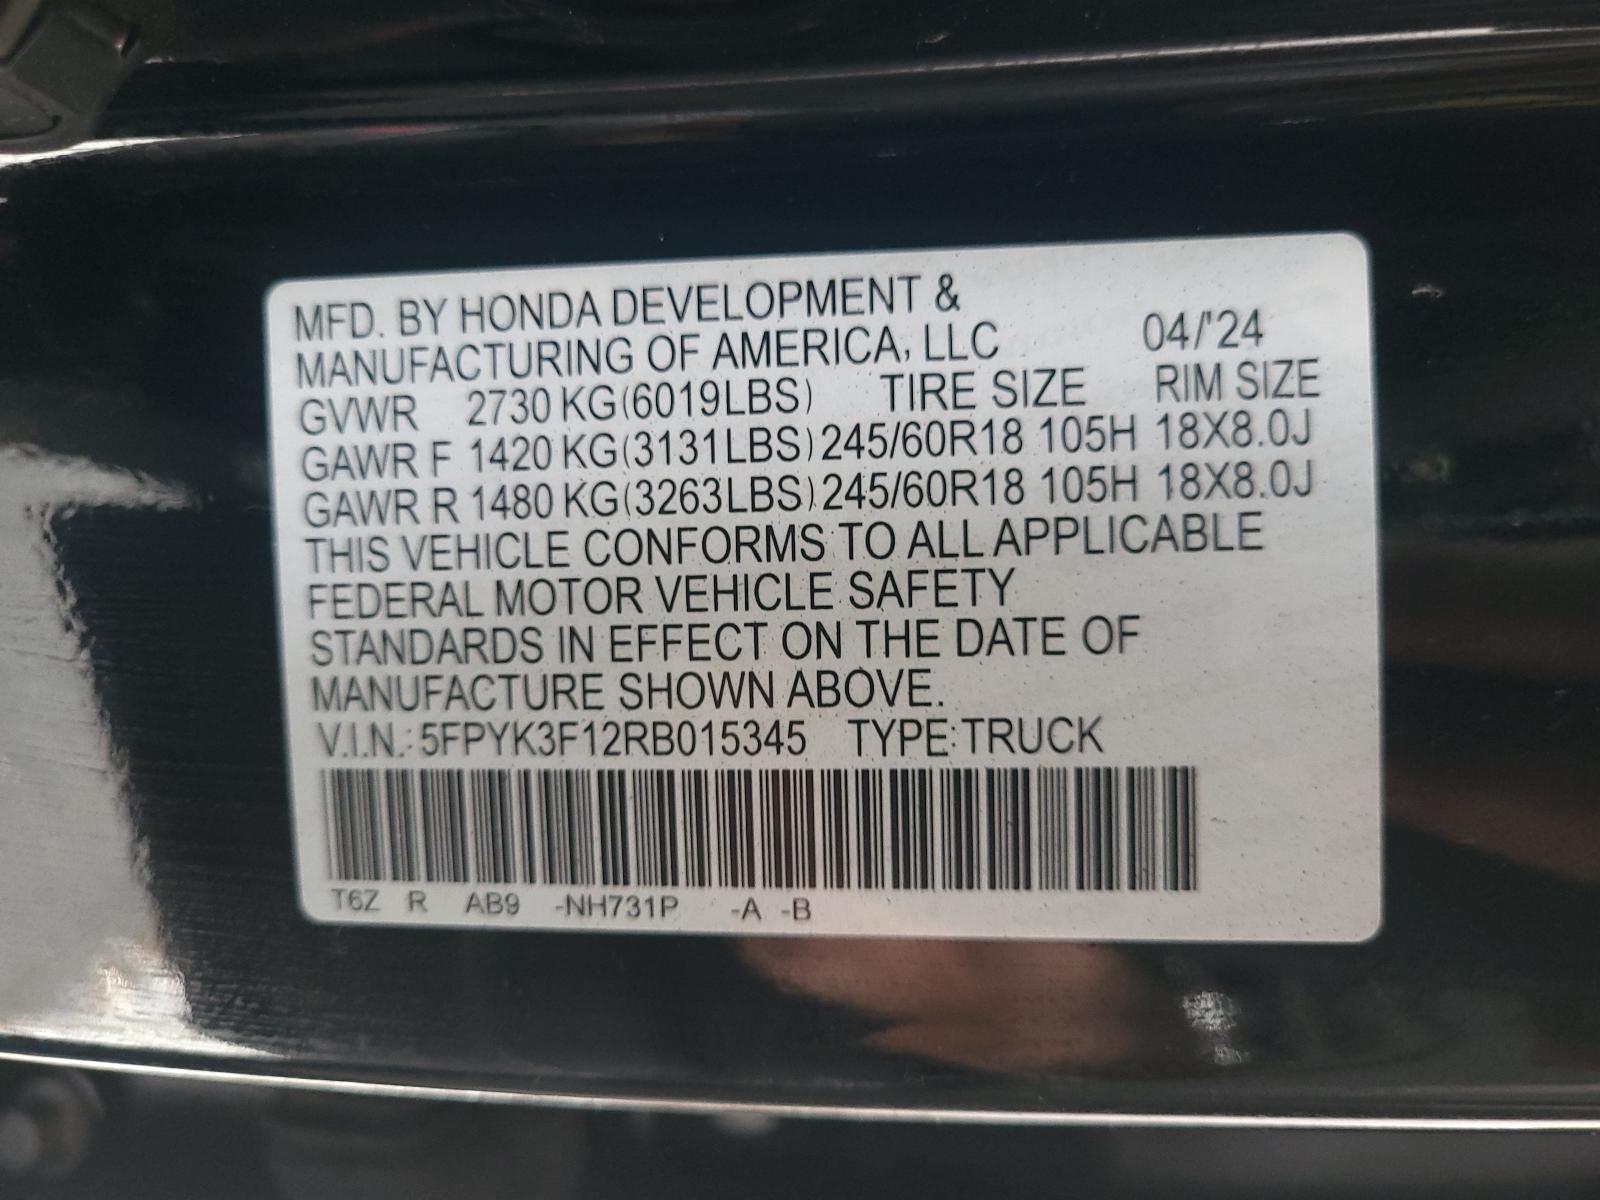 MFD. BY HONDA DEVELOPMENT &
MANUFACTURING OF AMERICA, LLC 04/'24
GVWR 2730 KG(6019LBS) TIRE SIZE RIM SIZE
GAWR F 1420 KG(3131LBS) 245/60R18 105H 18X8.0J
GAWR R 1480 KG(3263LBS) 245/60R18 105H 18X8.0J
THIS VEHICLE CONFORMS TO ALL APPLICABLE
FEDERAL MOTOR VEHICLE SAFETY
STANDARDS IN EFFECT ON THE DATE OF
MANUFACTURE SHOWN ABOVE.
V.I.N.: 5FPYK3F12RB015345 TYPE:TRUCK
T6Z R AB9 -NH731P -A -B